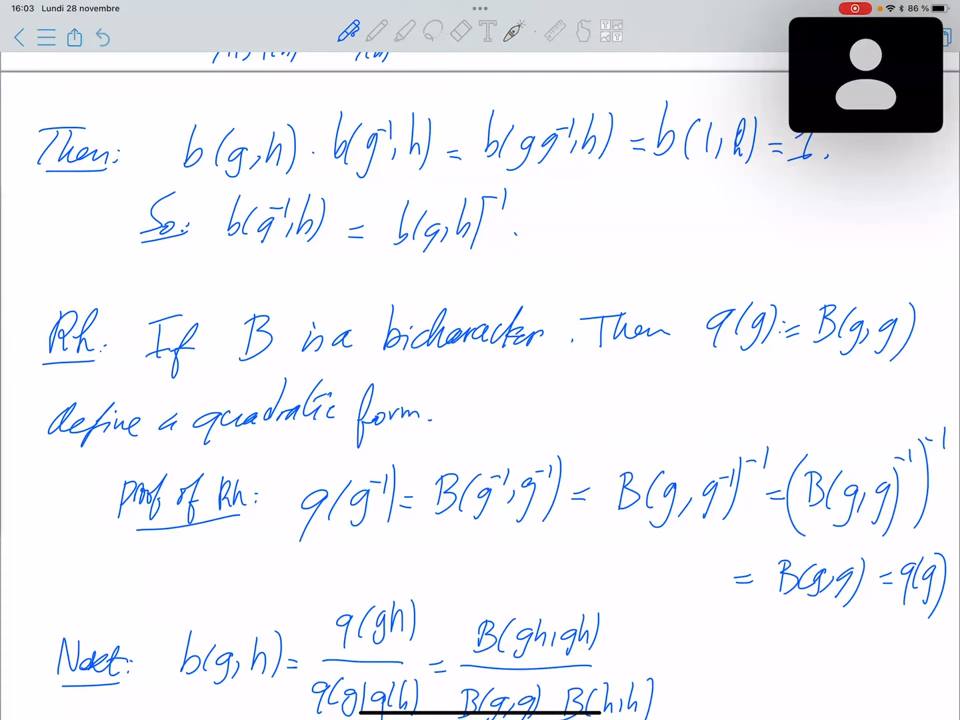 16:03 Lundi 28 novembre
86 %
Then: b(g,h) · b(g⁻¹,h) = b(gg⁻¹,h) = b(1,h) = 1.
So: b(g⁻¹,h) = b(g,h)⁻¹.
Rk: If B is a bicharacter. Then q(g) := B(g,g)
define a quadratic form.
Proof of Rk: q(g⁻¹) = B(g⁻¹,g⁻¹) = B(g,g⁻¹)⁻¹ = (B(g,g)⁻¹)⁻¹
= B(g,g) = q(g)
Next: b(g,h) = q(gh) / q(g)q(h) = B(gh,gh) / B(g,g) B(h,h)